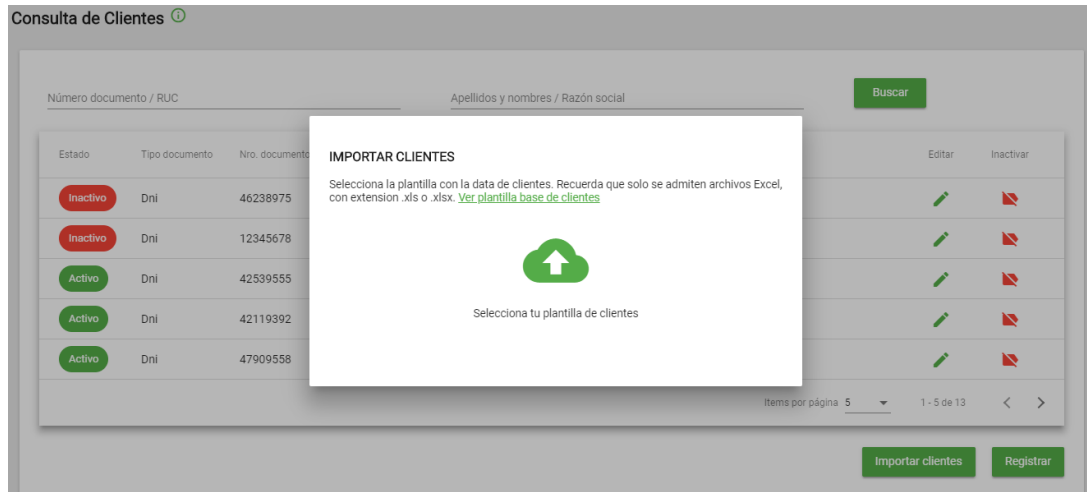 Consulta de Clientes
Número documento / RUC
Apellidos y nombres / Razón social
Buscar
Estado Tipo documento Nro. documento Editar Inactivar
IMPORTAR CLIENTES
Selecciona la plantilla con la data de clientes. Recuerda que solo se admiten archivos Excel,
con extension .xls o .xlsx. Ver plantilla base de clientes
Selecciona tu plantilla de clientes
Inactivo Dni 46238975
Inactivo Dni 12345678
Activo Dni 42539555
Activo Dni 42119392
Activo Dni 47909558
Items por página 5 1 - 5 de 13
Importar clientes
Registrar